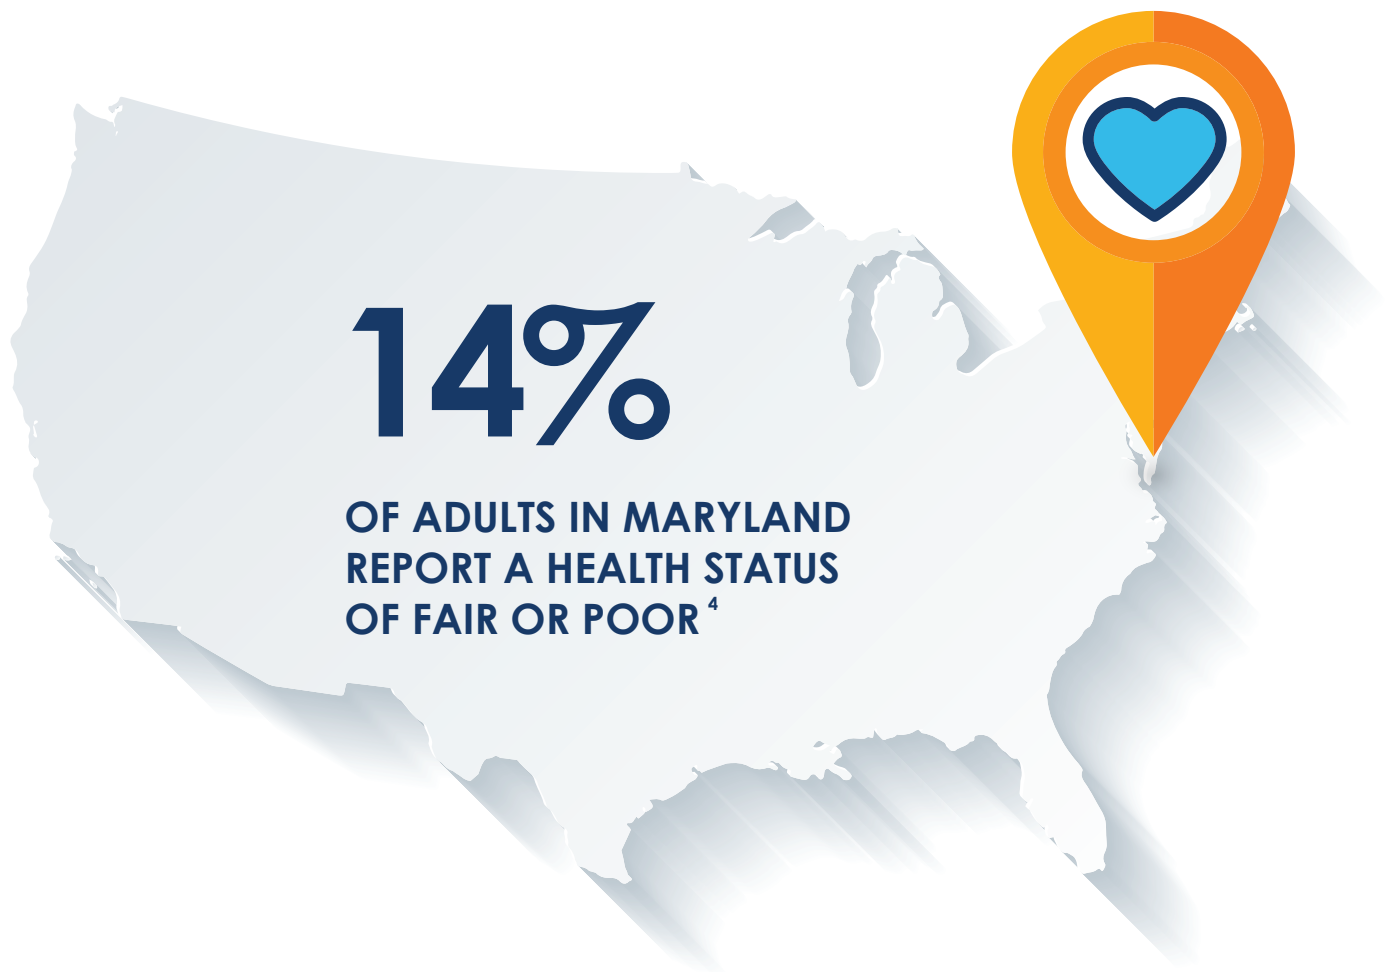 14%
OF ADULTS IN MARYLAND
REPORT A HEALTH STATUS
OF FAIR OR POOR 4